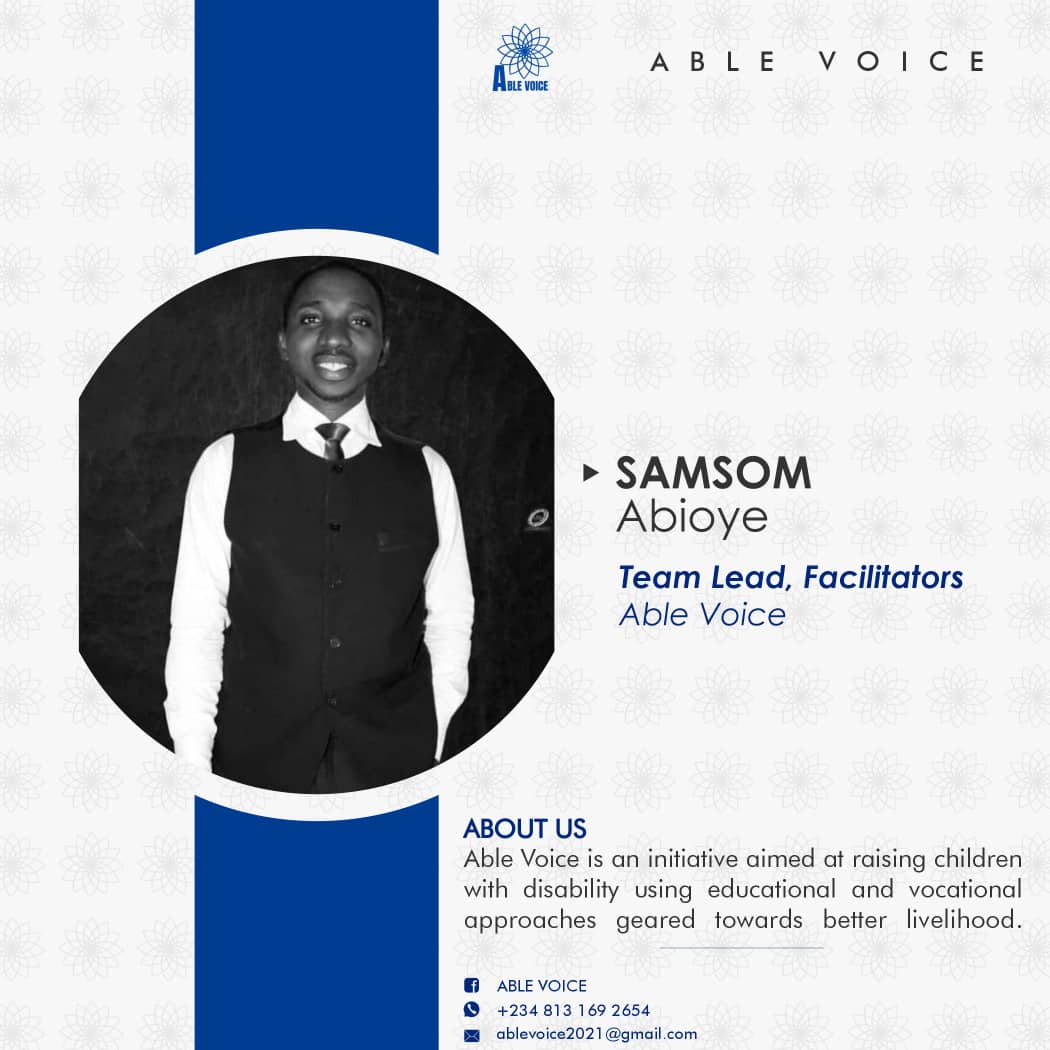 ABLE VOICE
ABLE VOICE
SAMSOM
Abioye
Team Lead, Facilitators
Able Voice
ABOUT US
Able Voice is an initiative aimed at raising children
with disability using educational and vocational
approaches geared towards better livelihood.
ABLE VOICE
+234 813 169 2654
ablevoice2021@gmail.com